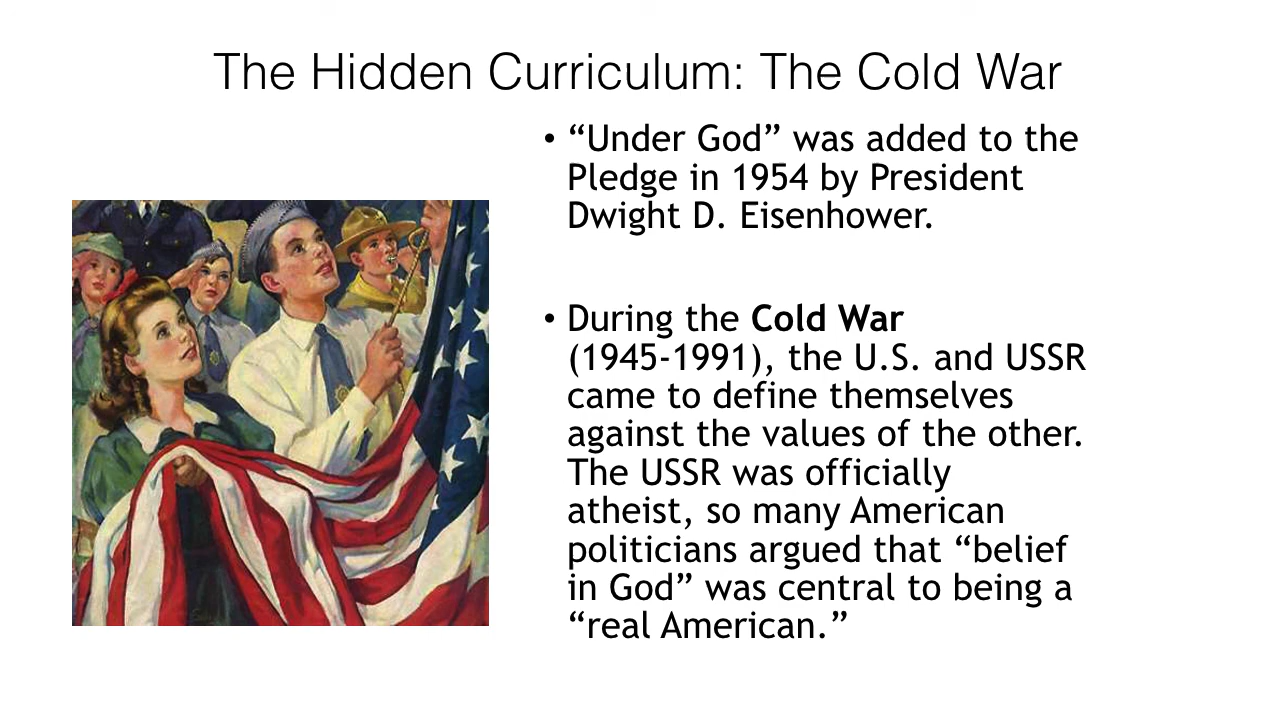 The Hidden Curriculum: The Cold War
• “Under God” was added to the
Pledge in 1954 by President
Dwight D. Eisenhower.
• During the Cold War
(1945-1991), the U.S. and USSR
came to define themselves
against the values of the other.
The USSR was officially
atheist, so many American
politicians argued that “belief
in God” was central to being a
“real American.”